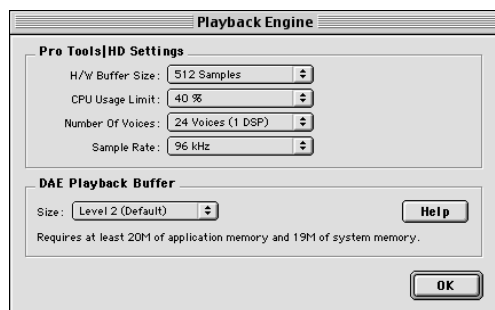 Playback Engine
Pro Tools|HD Settings
H/W Buffer Size: 512 Samples
CPU Usage Limit: 40 %
Number Of Voices: 24 Voices (1 DSP)
Sample Rate: 96 kHz
DAE Playback Buffer
Size: Level 2 (Default)
Help
Requires at least 20M of application memory and 19M of system memory.
OK